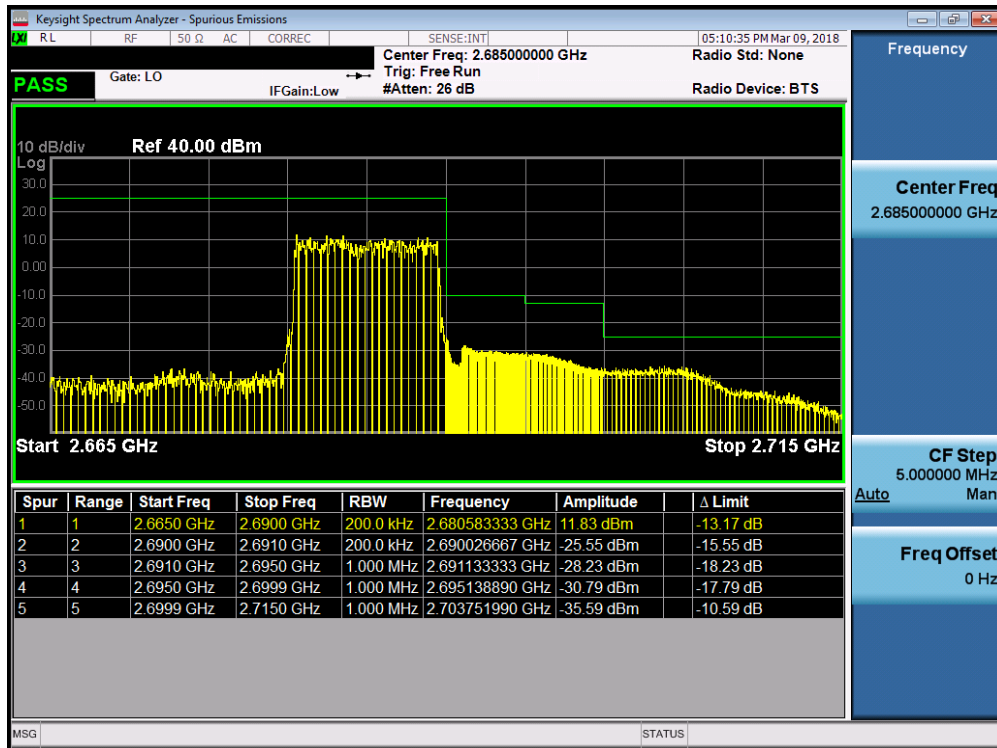 Keysight Spectrum Analyzer - Spurious Emissions
LXI RL RF 50 Ω AC CORREC SENSE:INT 05:10:35 PM Mar 09, 2018
Center Freq: 2.685000000 GHz Radio Std: None
Gate: LO Trig: Free Run
PASS IFGain:Low #Atten: 26 dB Radio Device: BTS
Frequency
10 dB/div Ref 40.00 dBm
Log
30.0
20.0
10.0
0.00
-10.0
-20.0
-30.0
-40.0
-50.0
Start 2.665 GHz Stop 2.715 GHz
Spur Range Start Freq Stop Freq RBW Frequency Amplitude Δ Limit
1 1 2.6650 GHz 2.6900 GHz 200.0 kHz 2.680583333 GHz 11.83 dBm -13.17 dB
2 2 2.6900 GHz 2.6910 GHz 200.0 kHz 2.690026667 GHz -25.55 dBm -15.55 dB
3 3 2.6910 GHz 2.6950 GHz 1.000 MHz 2.691133333 GHz -28.23 dBm -18.23 dB
4 4 2.6950 GHz 2.6999 GHz 1.000 MHz 2.695138890 GHz -30.79 dBm -17.79 dB
5 5 2.6999 GHz 2.7150 GHz 1.000 MHz 2.703751990 GHz -35.59 dBm -10.59 dB
Center Freq
2.685000000 GHz
CF Step
5.000000 MHz
Auto Man
Freq Offset
0 Hz
MSG STATUS